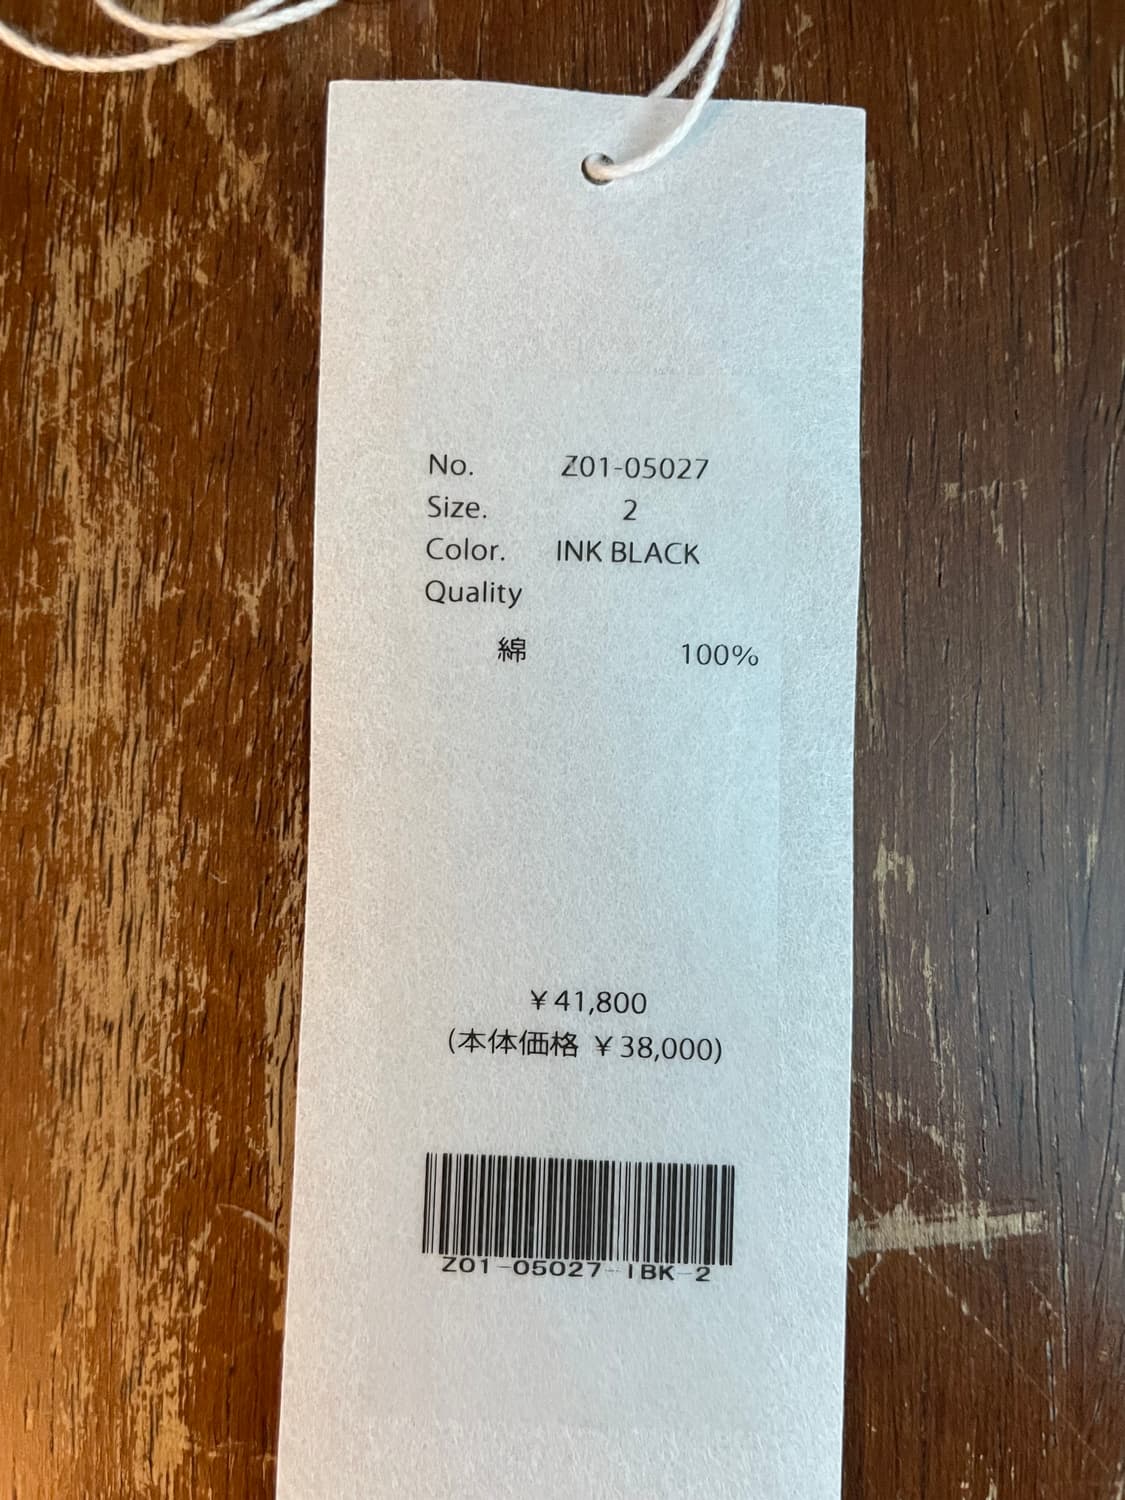 No. Z01-05027
Size. 2
Color. INK BLACK
Quality
綿 100%
¥41,800
(本体価格 ¥38,000)
Z01-05027-IBK-2